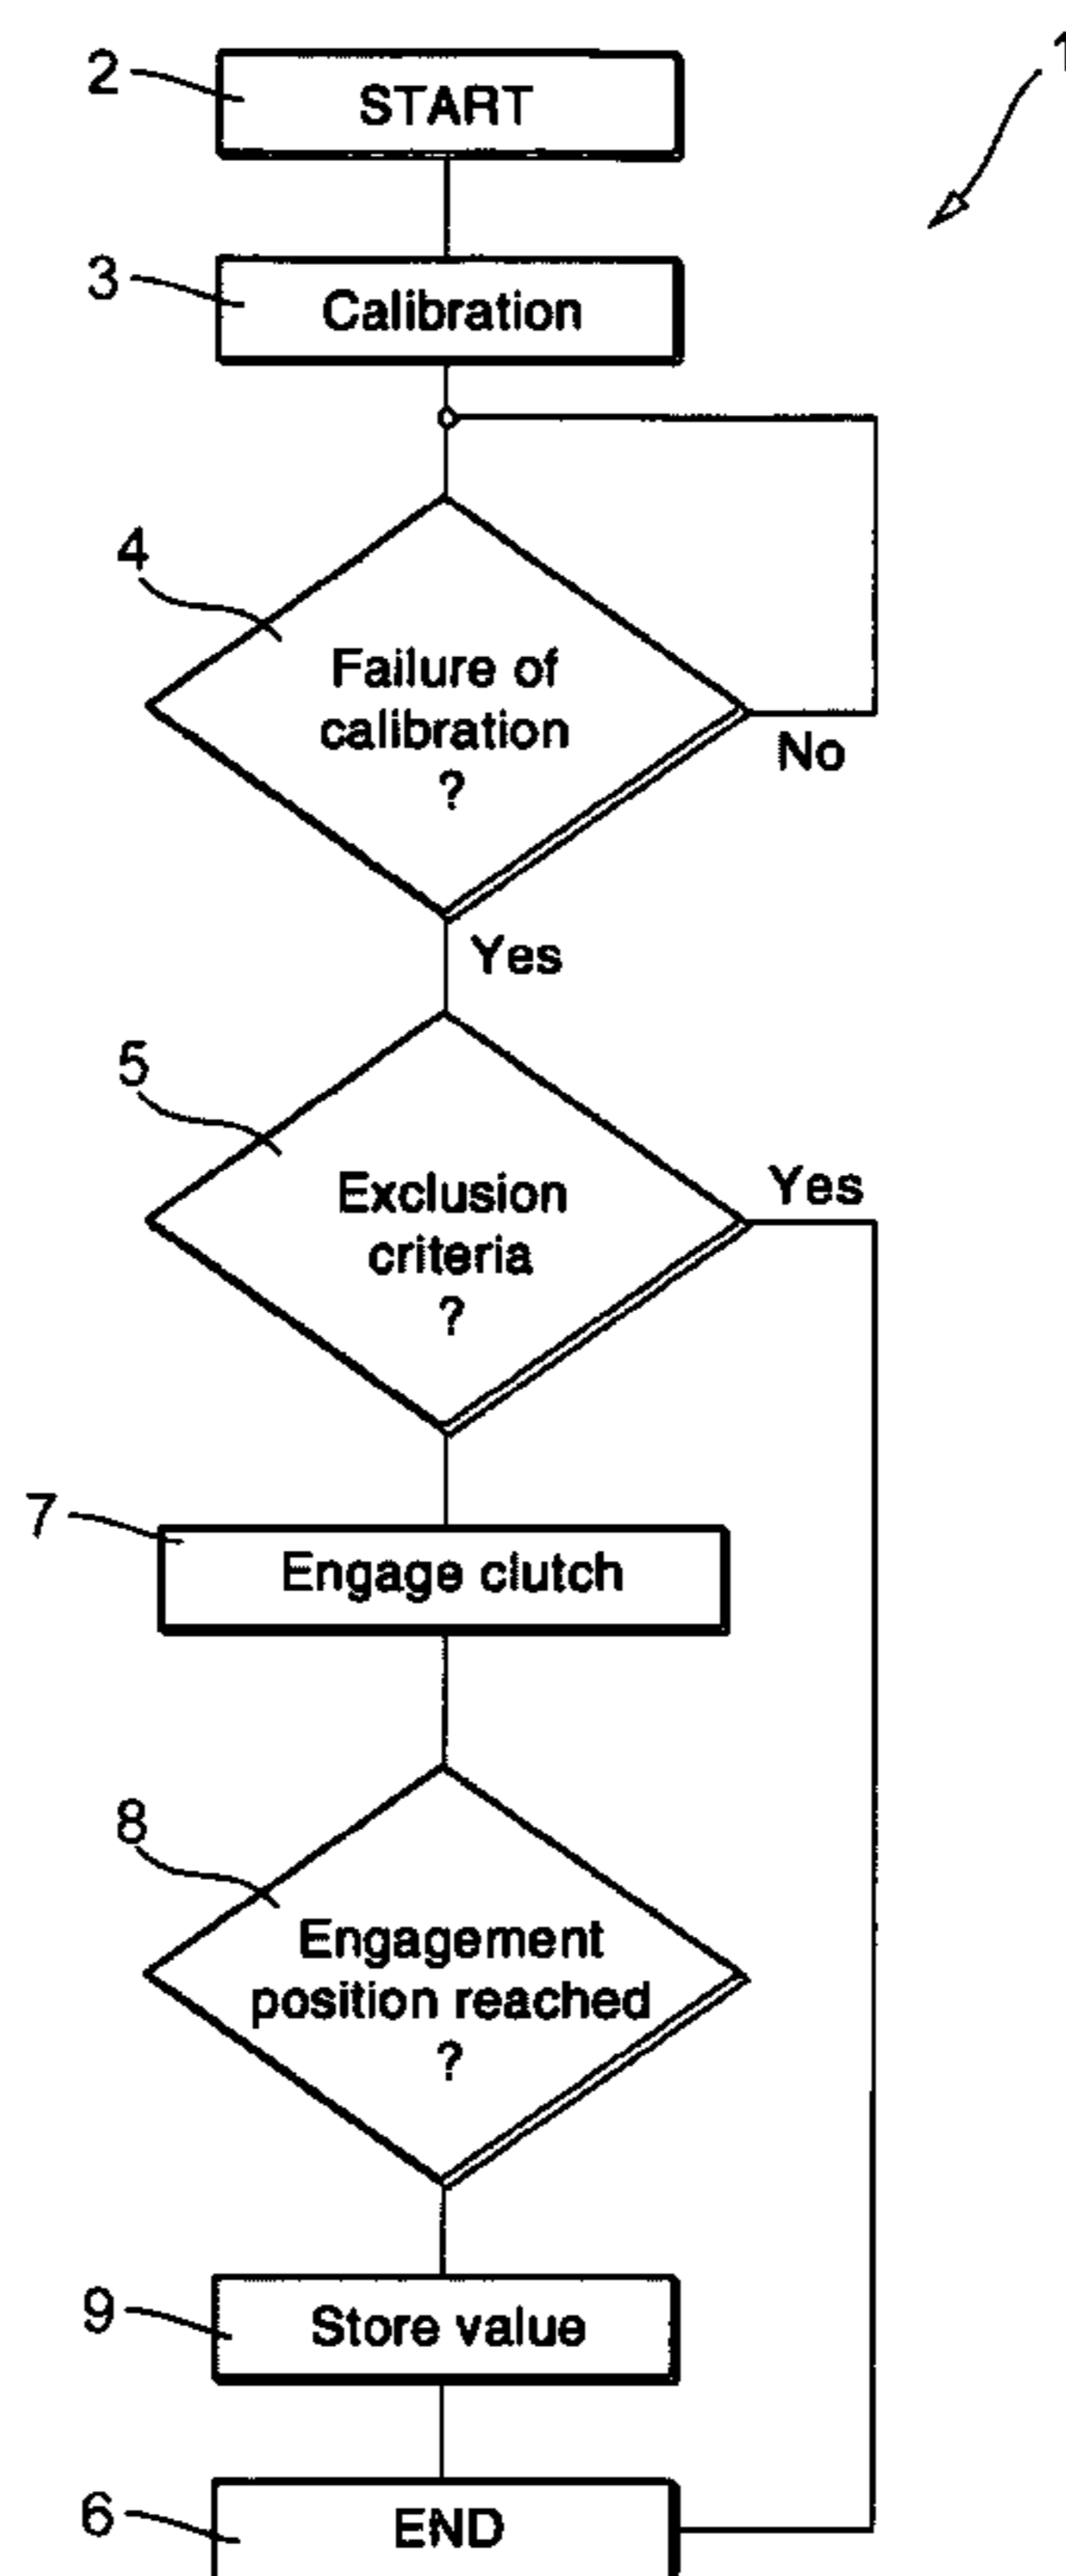 1
2
START
3
Calibration
4
Failure of
calibration
?
No
Yes
5
Exclusion
criteria
?
Yes
7
Engage clutch
8
Engagement
position reached
?
9
Store value
6
END